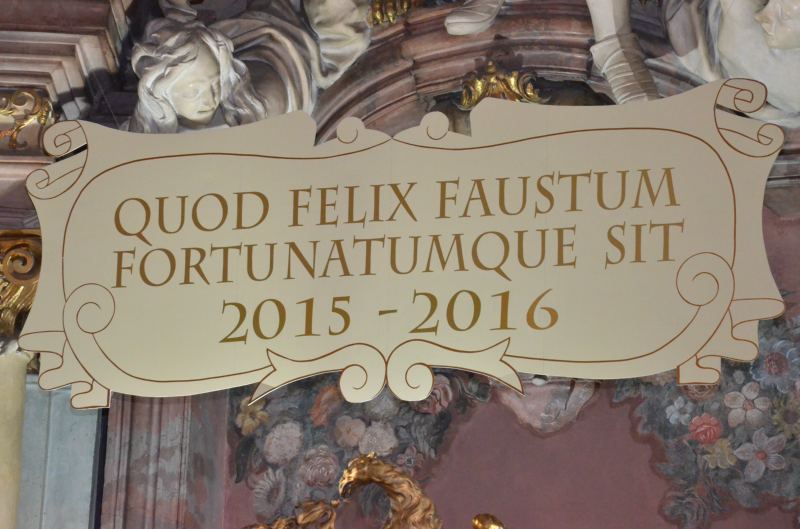 QUOD FELIX FAUSTUM
FORTUNATUMQUE SIT
2015 - 2016